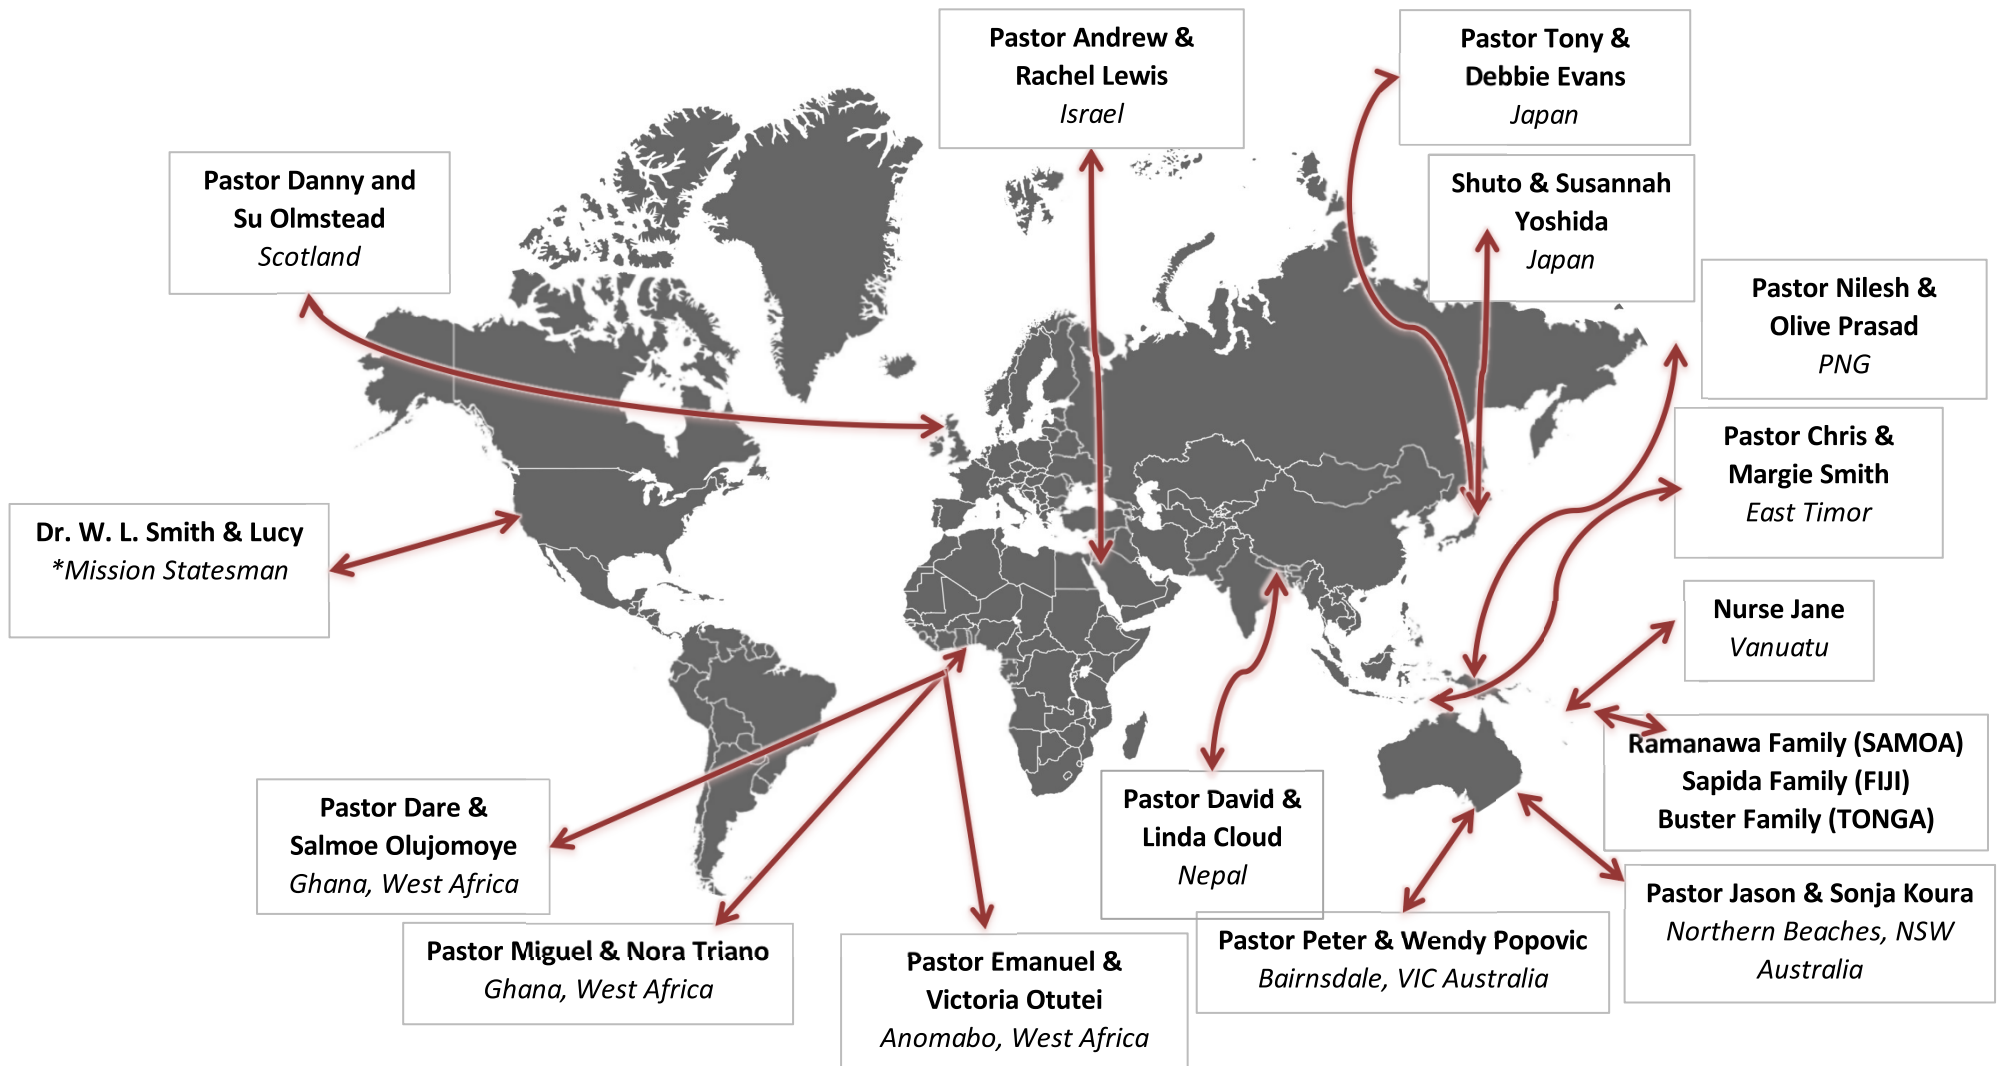 Pastor Andrew &
Rachel Lewis
Israel
Pastor Tony &
Debbie Evans
Japan
Pastor Danny and
Su Olmstead
Scotland
Shuto & Susannah
Yoshida
Japan
Pastor Nilesh &
Olive Prasad
PNG
Pastor Chris &
Margie Smith
East Timor
Dr. W. L. Smith & Lucy
*Mission Statesman
Nurse Jane
Vanuatu
Ramanawa Family (SAMOA)
Sapida Family (FIJI)
Buster Family (TONGA)
Pastor Dare &
Salmoe Olujomoye
Ghana, West Africa
Pastor David &
Linda Cloud
Nepal
Pastor Jason & Sonja Koura
Northern Beaches, NSW
Australia
Pastor Miguel & Nora Triano
Ghana, West Africa
Pastor Emanuel &
Victoria Otutei
Anomabo, West Africa
Pastor Peter & Wendy Popovic
Bairnsdale, VIC Australia